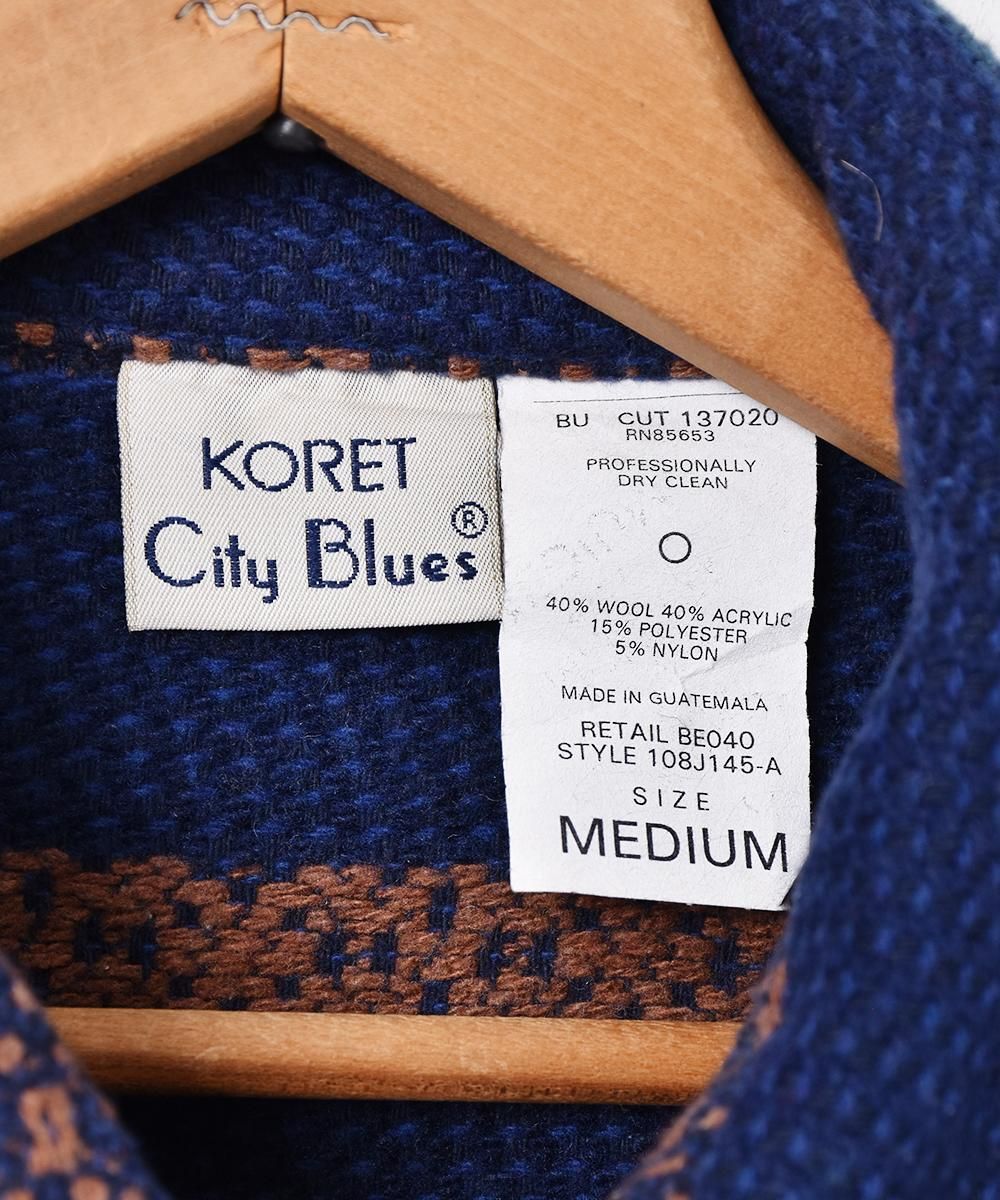 KORET
City Blues®
BU CUT 137020
RN85653
PROFESSIONALLY
DRY CLEAN
40% WOOL 40% ACRYLIC
15% POLYESTER
5% NYLON
MADE IN GUATEMALA
RETAIL BE040
STYLE 108J145-A
SIZE
MEDIUM